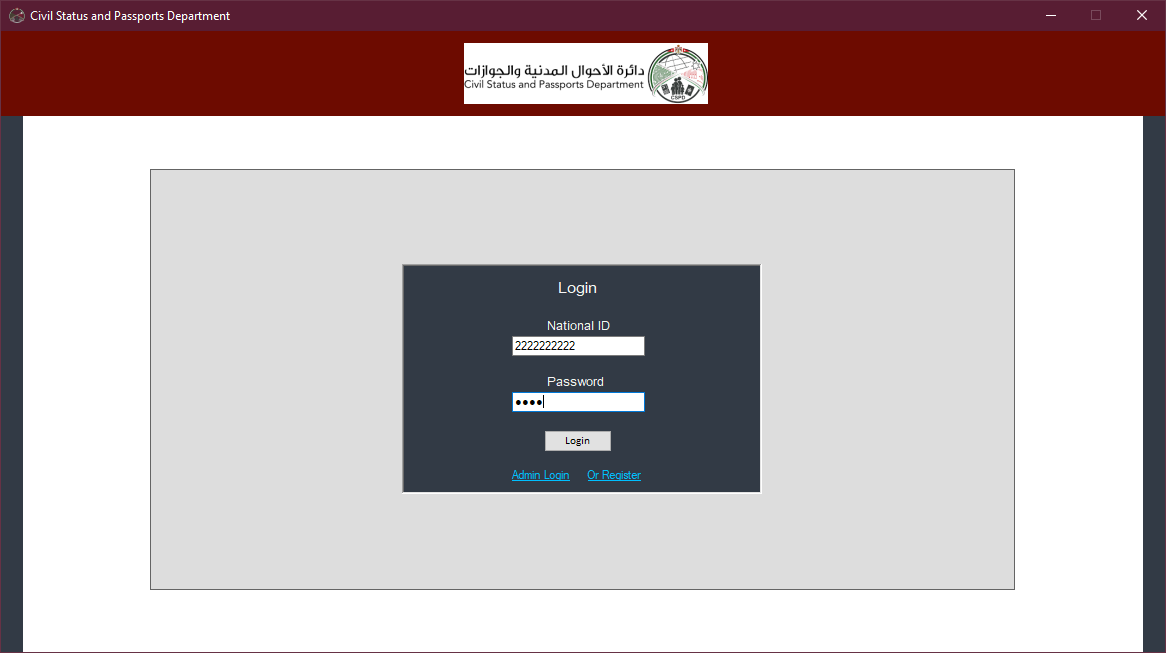 Civil Status and Passports Department
دائرة الأحوال المدنية والجوازات
Civil Status and Passports Department
CSPD
Login
National ID
2222222222
Password
••••
Login
Admin Login Or Register